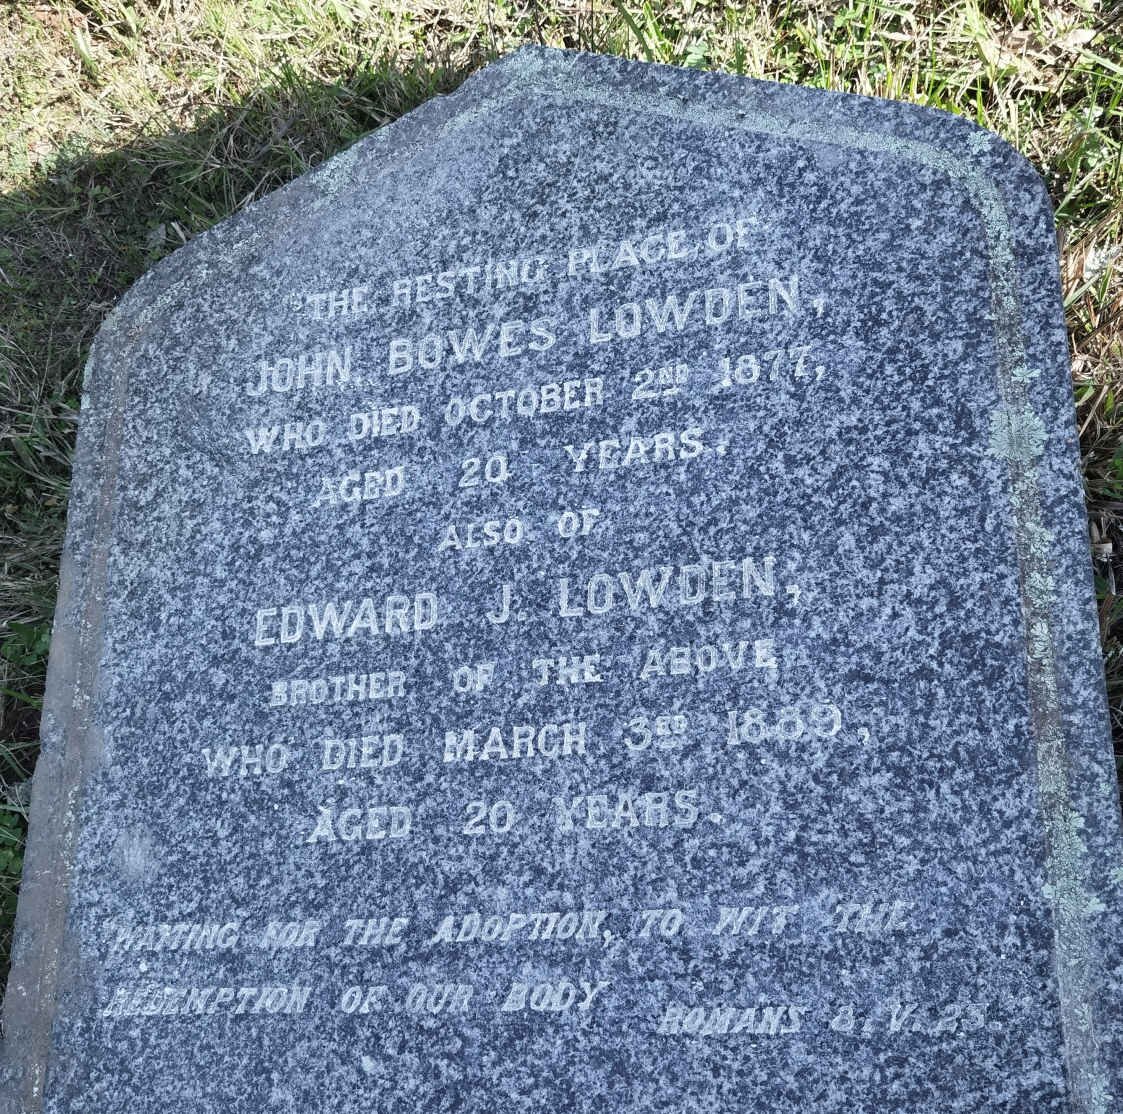 THE RESTING PLACE OF
JOHN BOWES LOWDEN,
WHO DIED OCTOBER 2ND 1877,
AGED 20 YEARS.
ALSO OF
EDWARD J. LOWDEN,
BROTHER OF THE ABOVE
WHO DIED MARCH 3RD 1889,
AGED 20 YEARS.
WAITING FOR THE ADOPTION, TO WIT THE
REDEMPTION OF OUR BODY
ROMANS 8. V. 23.